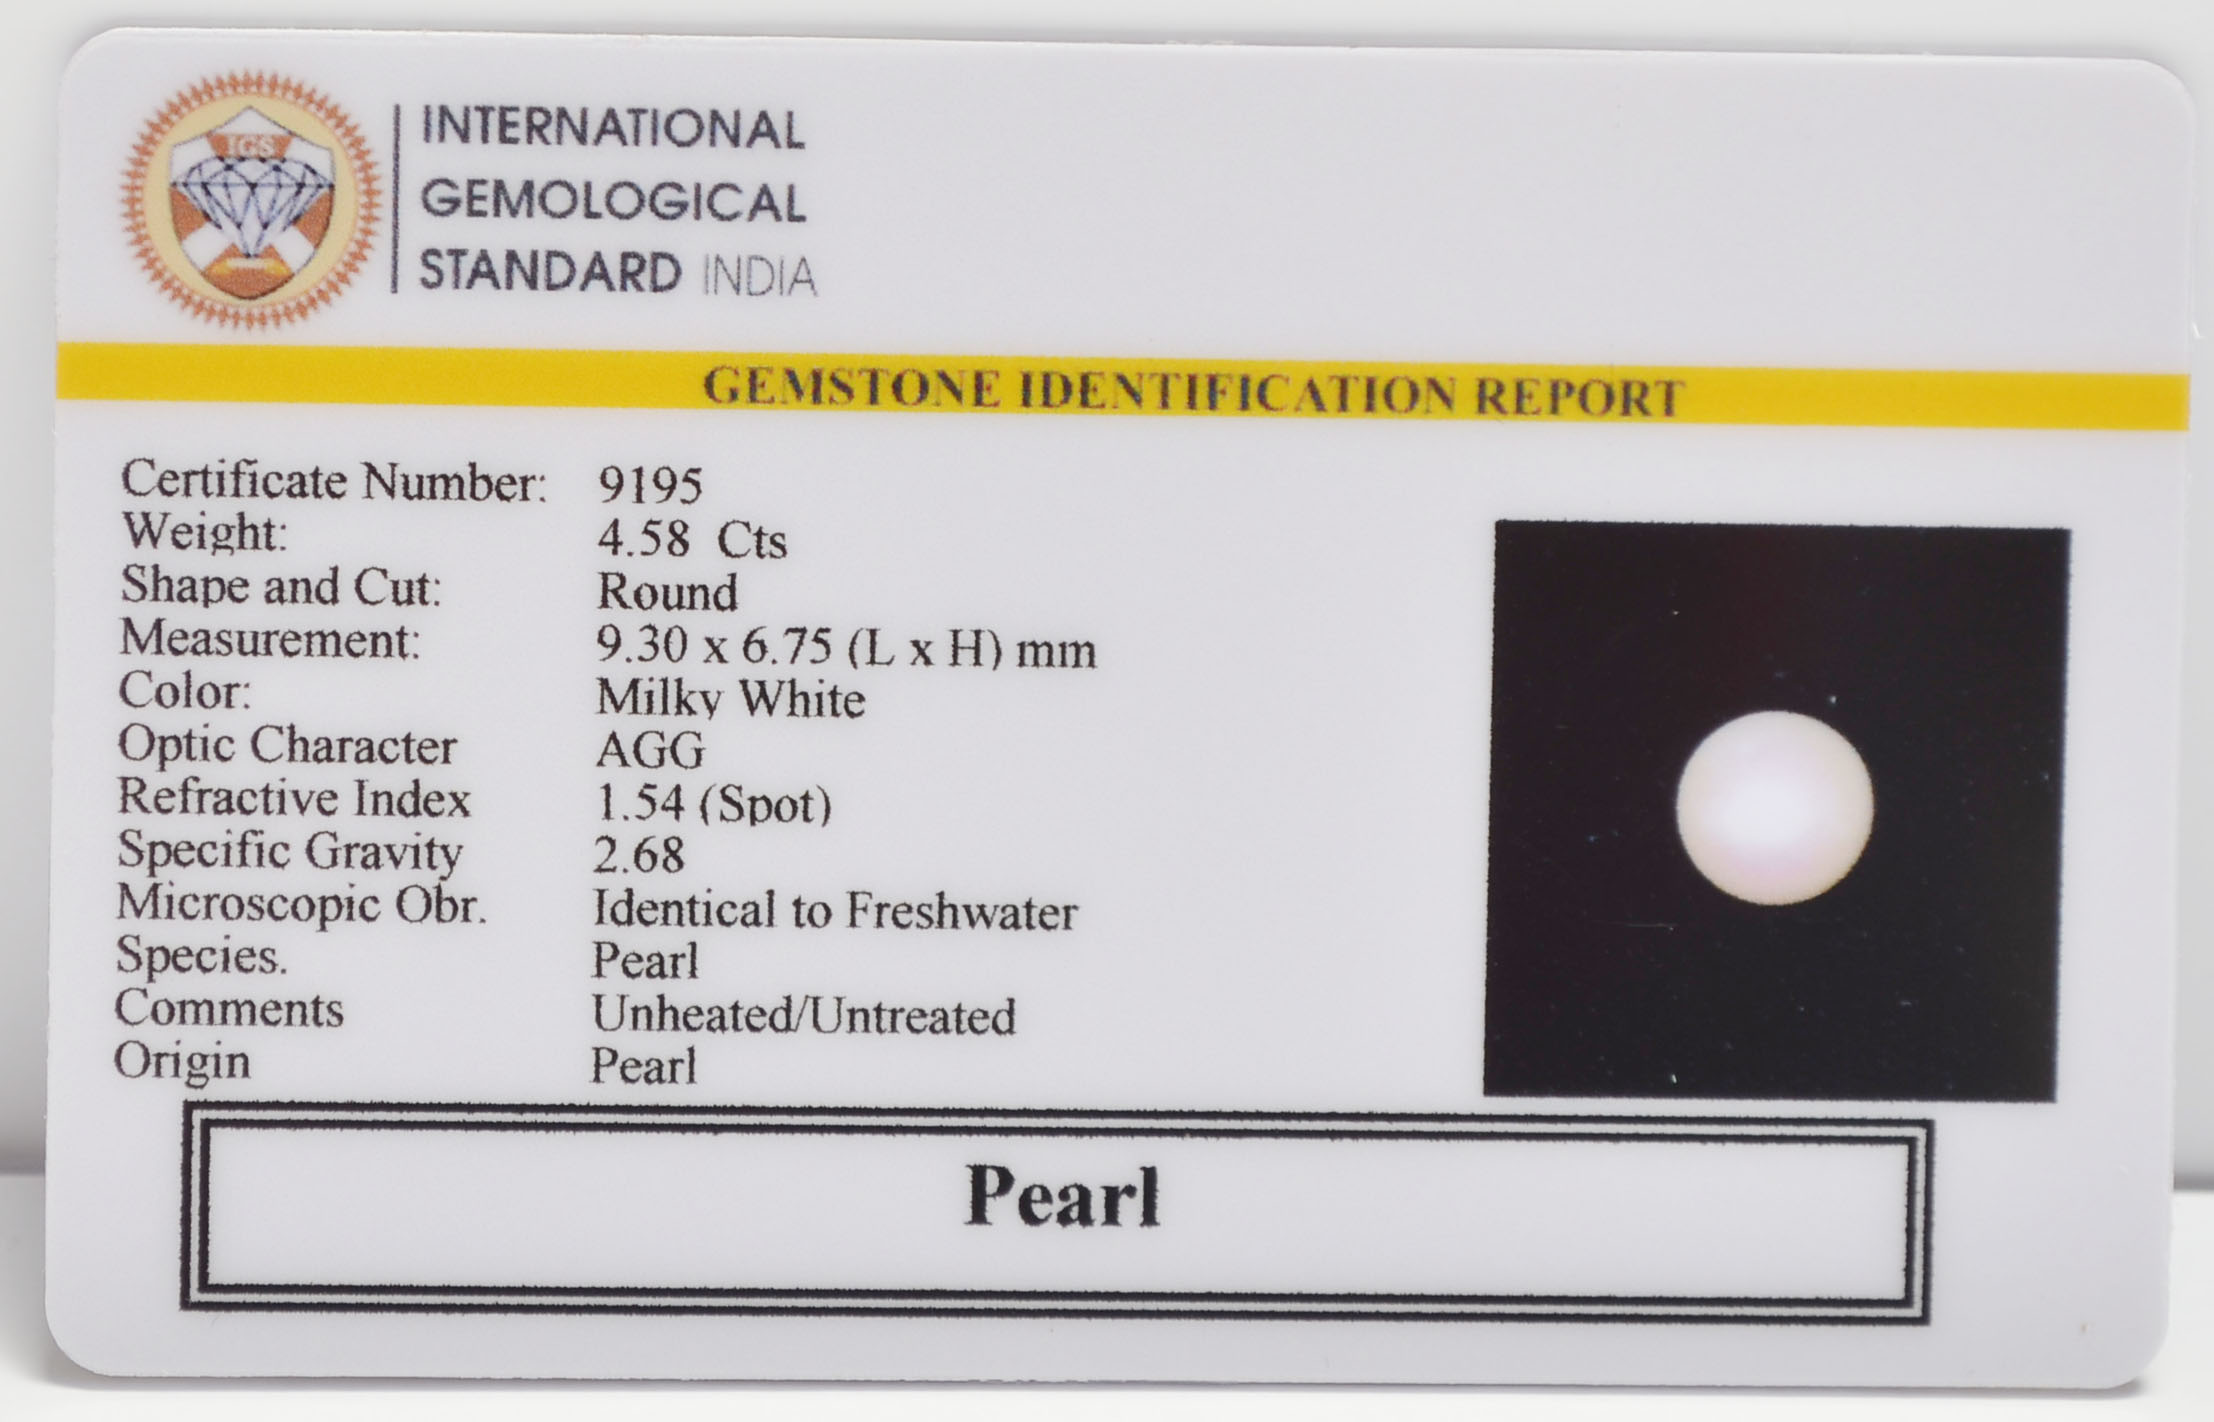 IGS
INTERNATIONAL
GEMOLOGICAL
STANDARD INDIA
GEMSTONE IDENTIFICATION REPORT
Certificate Number: 9195
Weight: 4.58 Cts
Shape and Cut: Round
Measurement: 9.30 x 6.75 (L x H) mm
Color: Milky White
Optic Character AGG
Refractive Index 1.54 (Spot)
Specific Gravity 2.68
Microscopic Obr. Identical to Freshwater
Species. Pearl
Comments Unheated/Untreated
Origin Pearl
Pearl